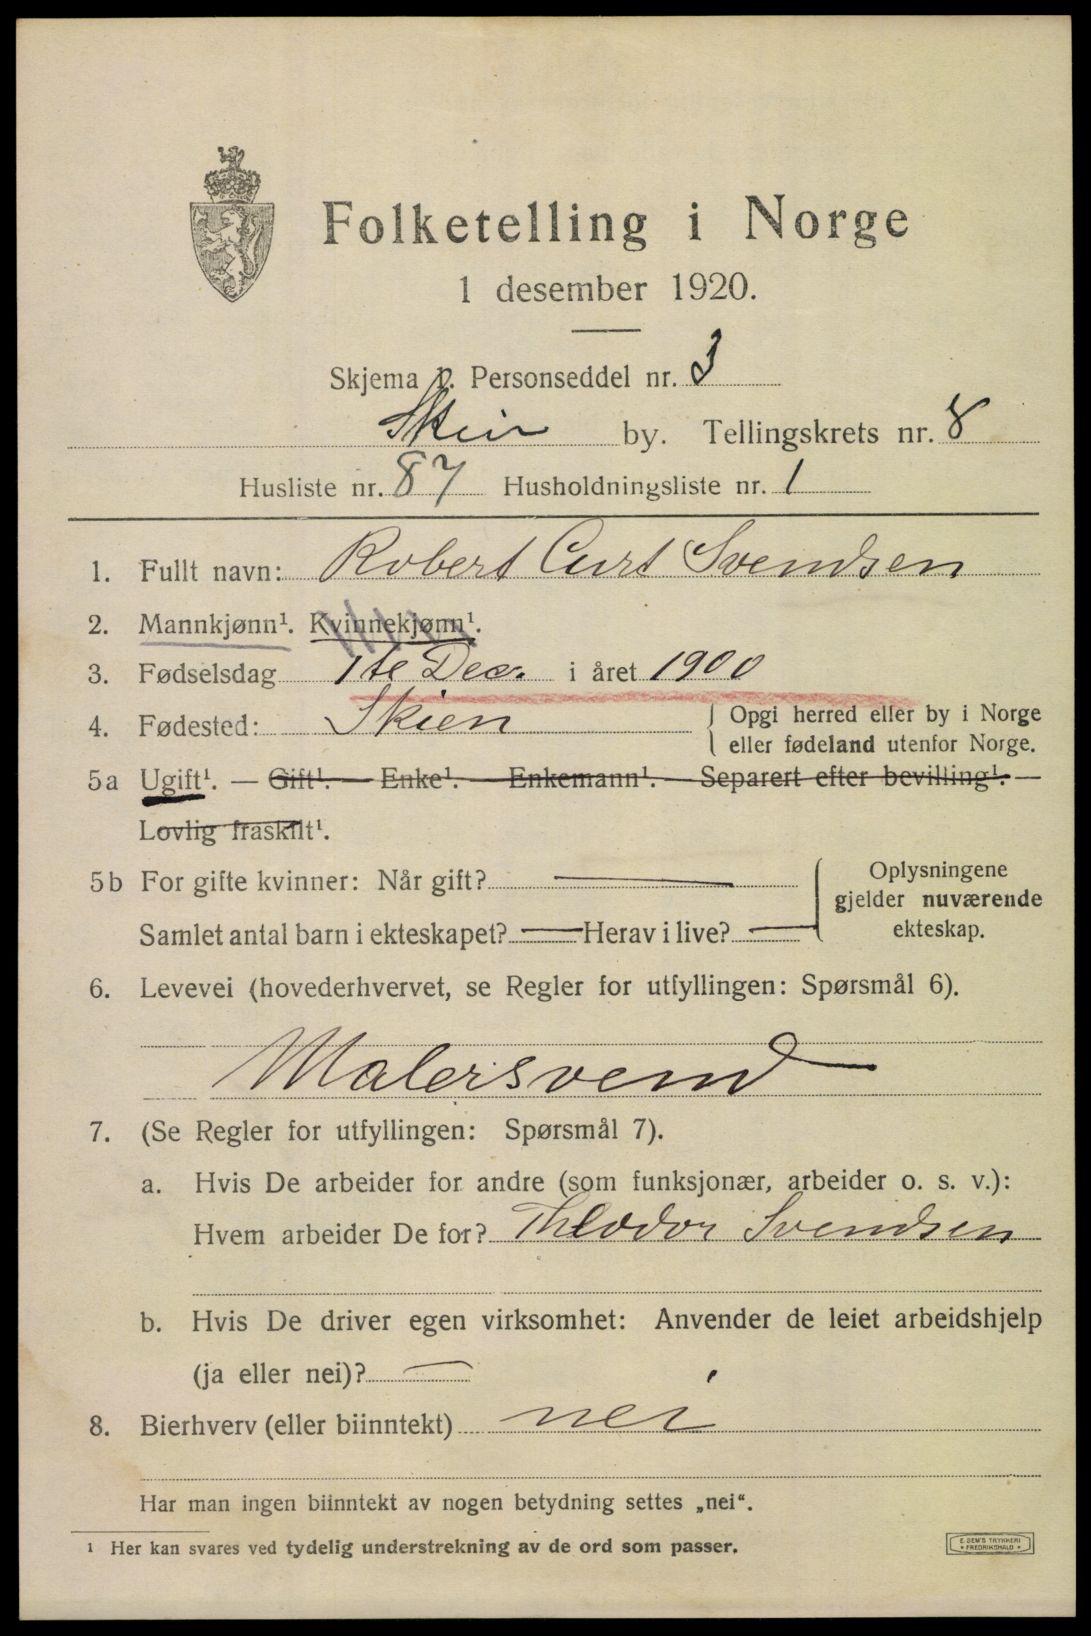 Folketelling i Norge
1 desember 1920.
Skjema v. Personseddel nr. 3
Skien by. Tellingskrets nr. 8
Husliste nr. 87 Husholdningsliste nr. 1
1. Fullt navn: Robert Curt Svendsen
2. Mannkjønn¹. Kvinnekjønn¹.
3. Fødselsdag 1te Dec. i året 1900
4. Fødested: Skien { Opgi herred eller by i Norge
eller fødeland utenfor Norge.
5a Ugift¹. — Gift¹. — Enke¹. — Enkemann¹. — Separert efter bevilling¹. —
Lovlig fraskilt¹.
5b For gifte kvinner: Når gift? — { Oplysningene
gjelder nuværende
Samlet antal barn i ekteskapet? — Herav i live? — ekteskap.
6. Levevei (hovederhvervet, se Regler for utfyllingen: Spørsmål 6).
Malersvend
7. (Se Regler for utfyllingen: Spørsmål 7).
a. Hvis De arbeider for andre (som funksjonær, arbeider o. s. v.):
Hvem arbeider De for? Theodor Svendsen
b. Hvis De driver egen virksomhet: Anvender de leiet arbeidshjelp
(ja eller nei)? —
8. Bierhverv (eller biinntekt) nei
Har man ingen biinntekt av nogen betydning settes „nei".
¹ Her kan svares ved tydelig understrekning av de ord som passer.
E. SEM'S TRYKKERI
* FREDRIKSHALD *